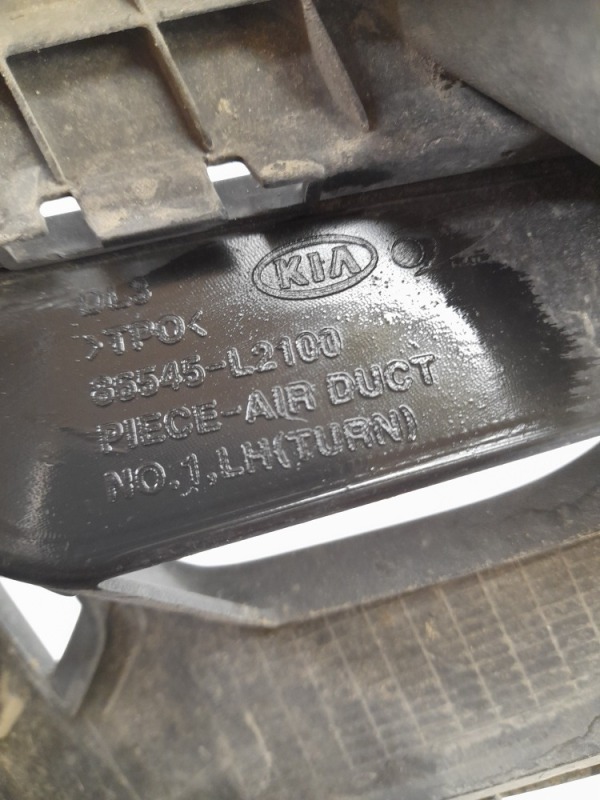 KIA
DL3
>TPO<
86545-L2100
PIECE-AIR DUCT
NO.1,LH(TURN)